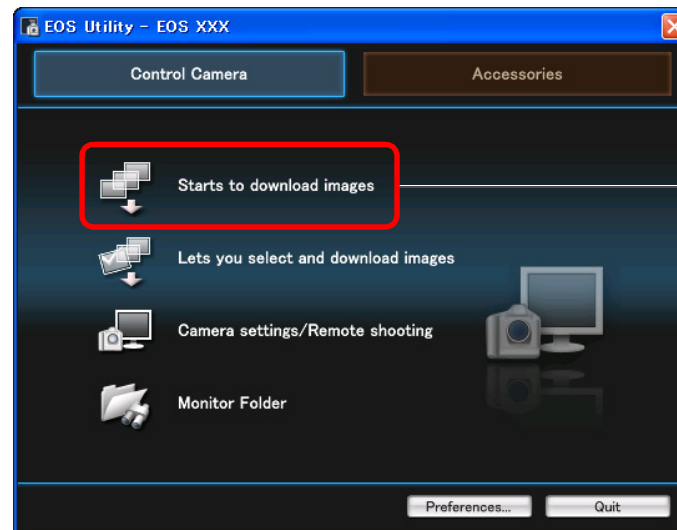 EOS Utility - EOS XXX
Control Camera
Accessories
Starts to download images
Lets you select and download images
Camera settings/Remote shooting
Monitor Folder
Preferences...
Quit